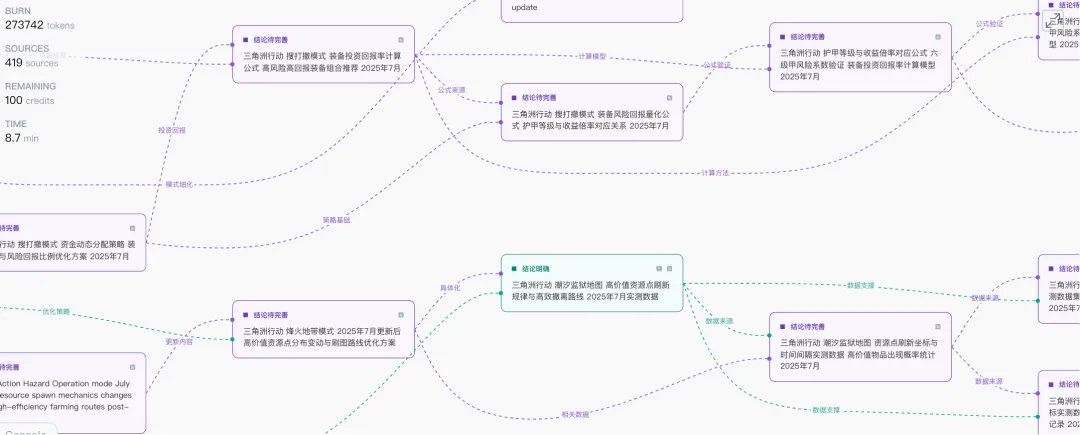 BURN
273742 tokens
SOURCES
419 sources
REMAINING
100 credits
TIME
8.7 min
update
结论待完善
三角洲行动 搜打撤模式 装备投资回报率计算
公式 高风险高回报装备组合推荐 2025年7月
计算模型
公式来源
结论待完善
三角洲行动 搜打撤模式 装备风险回报量化公
式 护甲等级与收益倍率对应关系 2025年7月
公式验证
结论待完善
三角洲行动 护甲等级与收益倍率对应公式 六
级甲风险系数验证 装备投资回报率计算模型
2025年7月
公式验证
结论待
甲风险系
型 2025
投资回报
模式细化
计算方法
策略基础
待完善
行动 搜打撤模式 资金动态分配策略 装
与风险回报比例优化方案 2025年7月
优化策略
更新内容
结论待完善
三角洲行动 烽火地带模式 2025年7月更新后
高价值资源点分布变动与刷图路线优化方案
具体化
结论明确
三角洲行动 潮汐监狱地图 高价值资源点刷新
规律与高效撤离路线 2025年7月实测数据
数据支撑
数据来源
结论待完善
三角洲行动 潮汐监狱地图 资源点刷新坐标与
时间间隔实测数据 高价值物品出现概率统计
2025年7月
数据来源
数据来源
相关数据
数据支撑
结论待
三角洲行
测数据集
2025年7
结论待
三角洲行
标实测数
记录 202
待完善
Action Hazard Operation mode July
resource spawn mechanics changes
gh-efficiency farming routes post-
Console